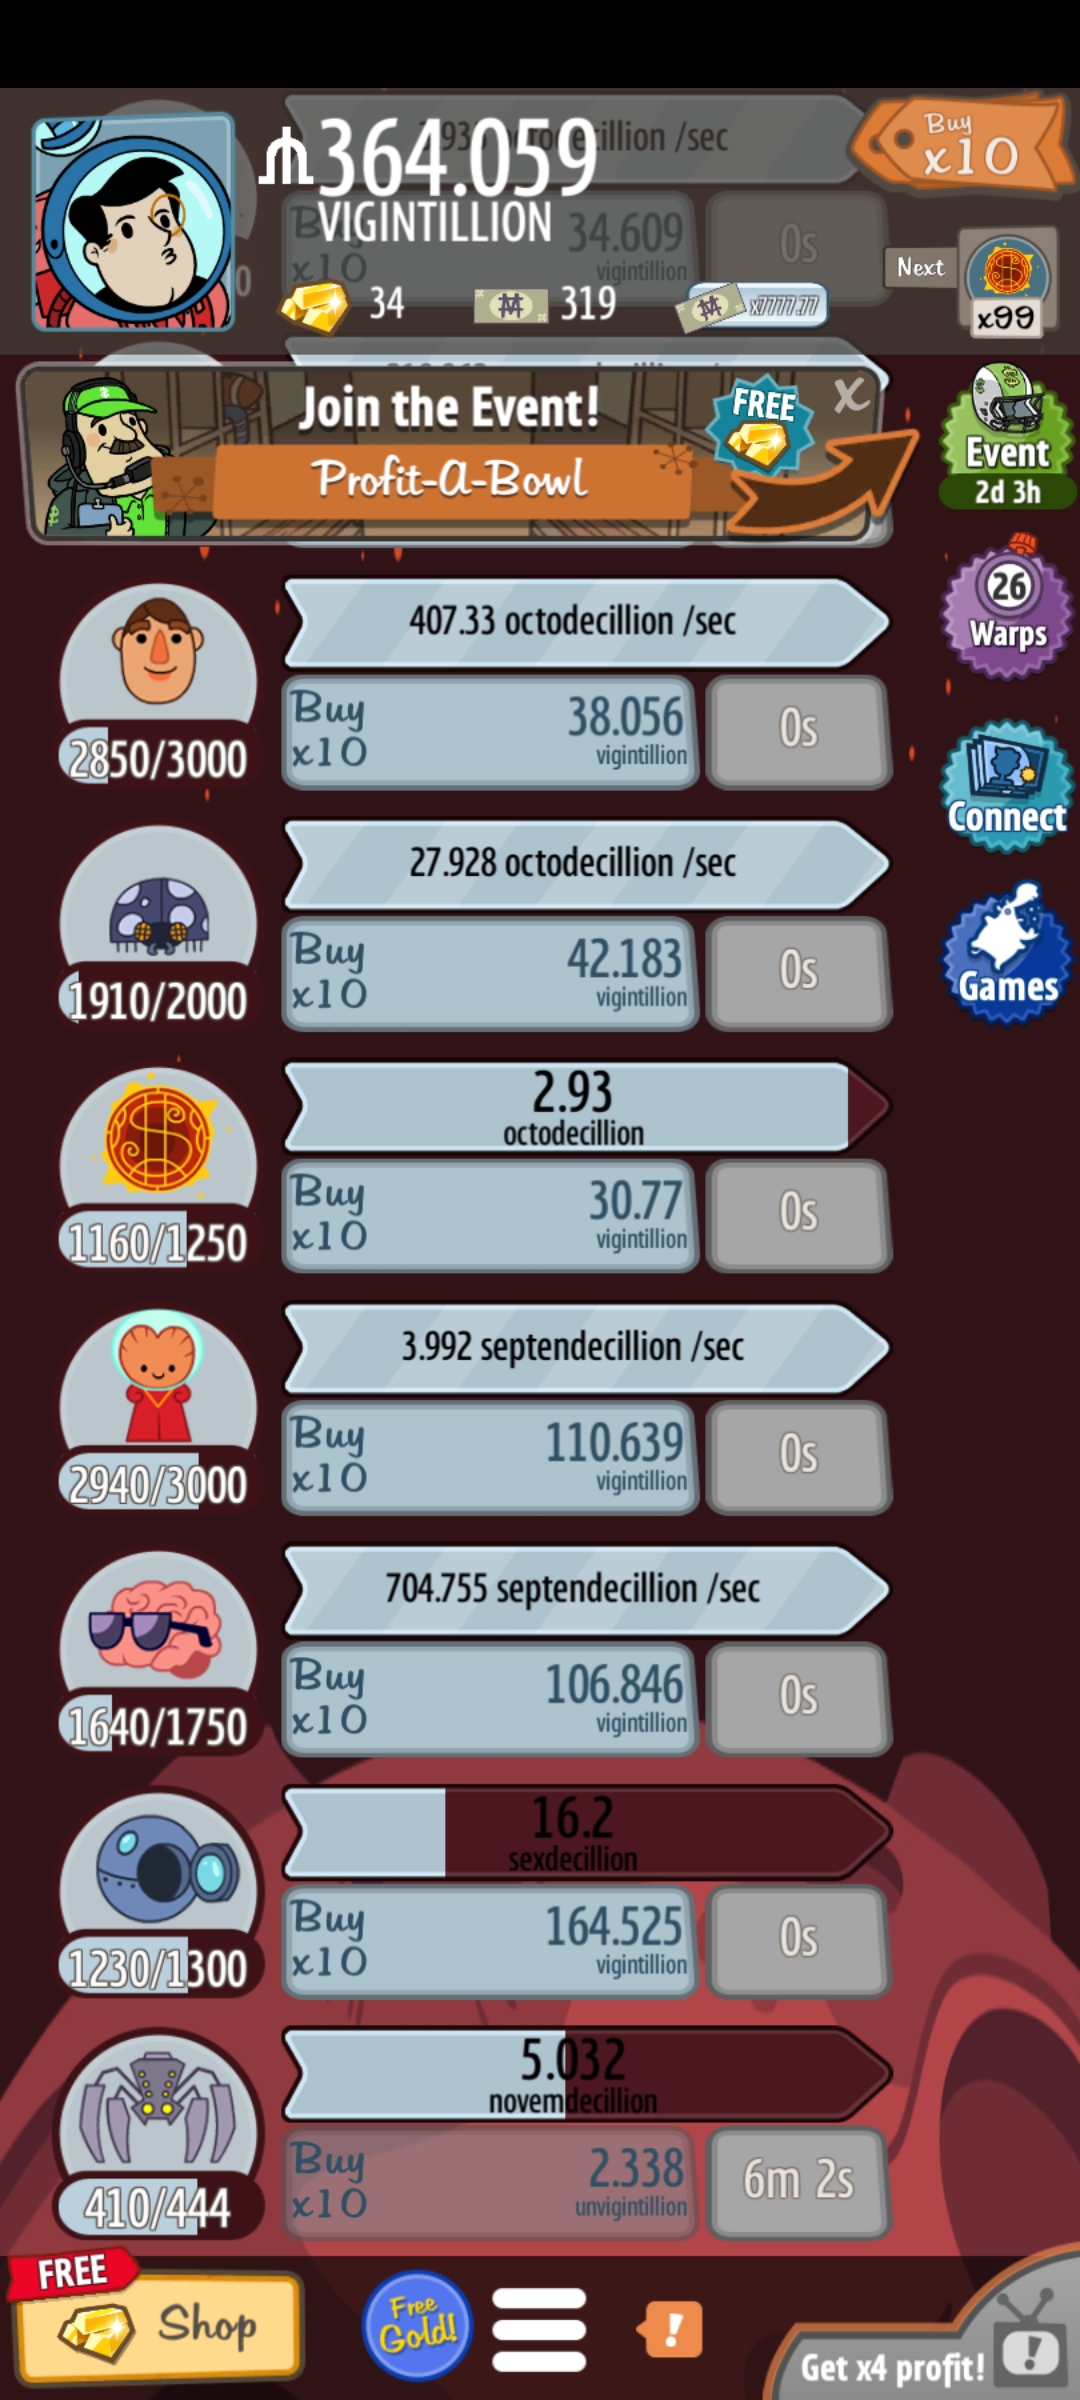 364.059
VIGINTILLION
Buy
x10
34.609
vigintillion
0s
34
319
x7777.77
Next
x99
Join the Event!
FREE
X
Profit-A-Bowl
Event
2d 3h
26
Warps
Connect
Games
407.33 octodecillion /sec
Buy
x10
38.056
vigintillion
0s
2850/3000
27.928 octodecillion /sec
Buy
x10
42.183
vigintillion
0s
1910/2000
2.93
octodecillion
Buy
x10
30.77
vigintillion
0s
1160/1250
3.992 septendecillion /sec
Buy
x10
110.639
vigintillion
0s
2940/3000
704.755 septendecillion /sec
Buy
x10
106.846
vigintillion
0s
1640/1750
16.2
sexdecillion
Buy
x10
164.525
vigintillion
0s
1230/1300
5.032
novemdecillion
Buy
x10
2.338
unvigintillion
6m 2s
410/444
FREE
Shop
Free
Gold!
!
Get x4 profit!
!